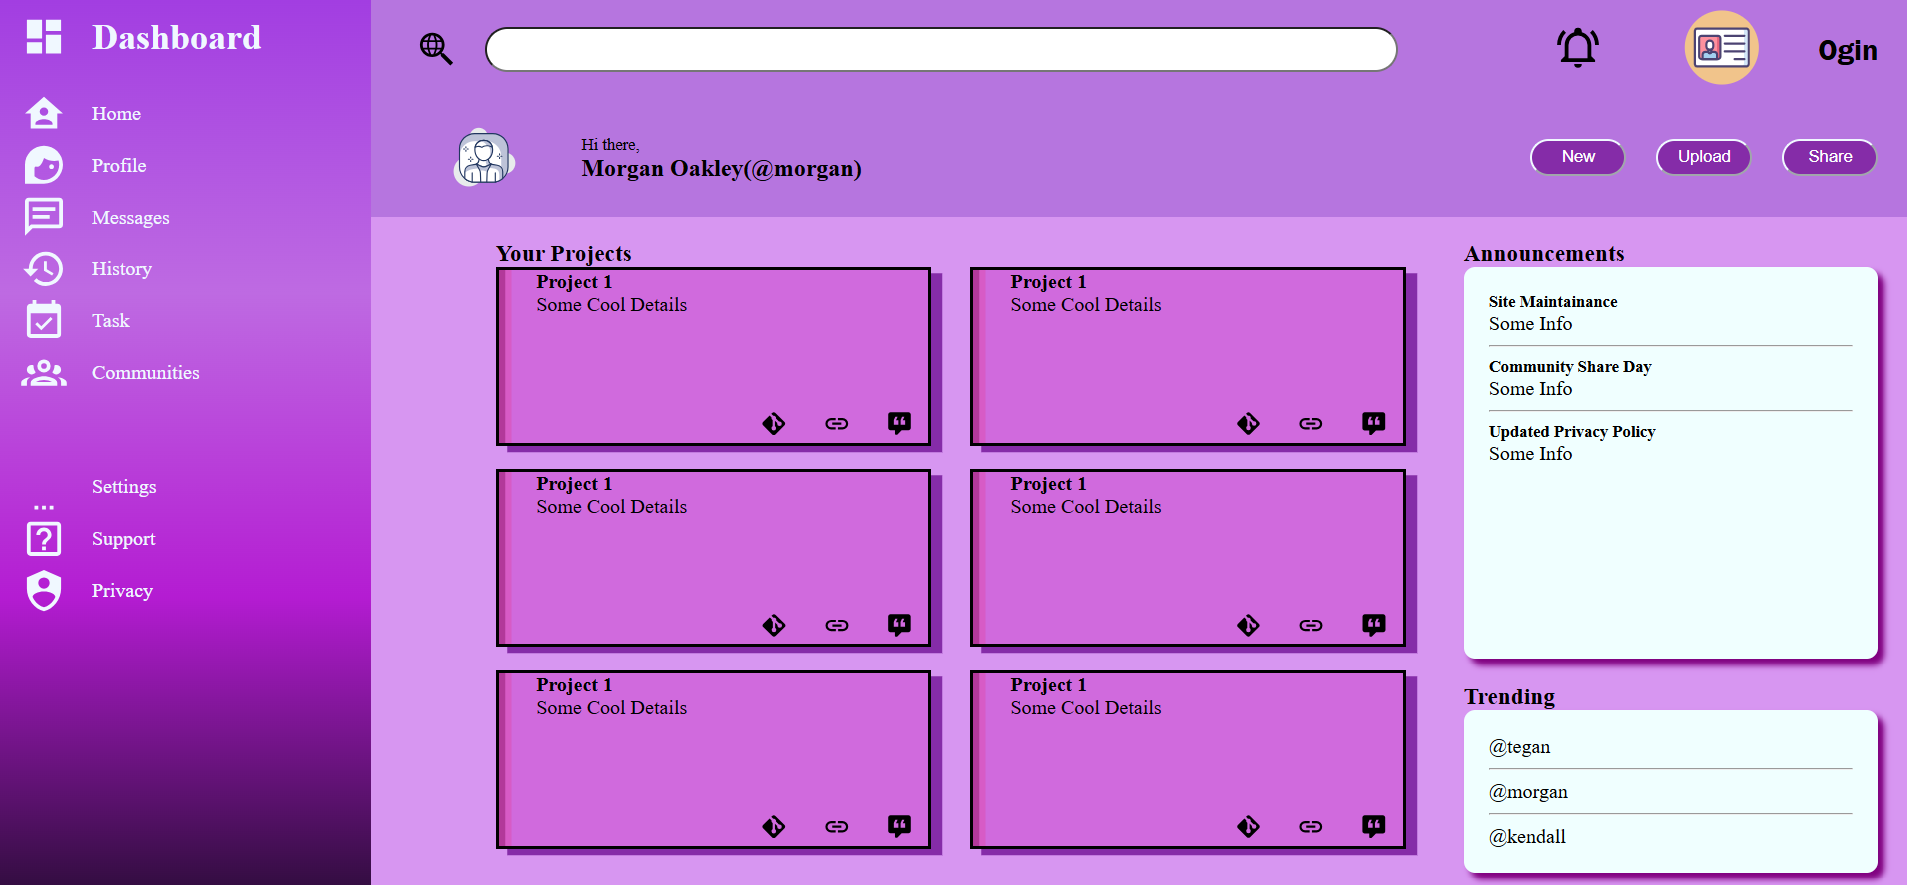 Dashboard
Home
Profile
Messages
History
Task
Communities
Settings
Support
Privacy
Ogin
Hi there,
Morgan Oakley(@morgan)
New
Upload
Share
Your Projects
Project 1
Some Cool Details
Project 1
Some Cool Details
Project 1
Some Cool Details
Project 1
Some Cool Details
Project 1
Some Cool Details
Project 1
Some Cool Details
Announcements
Site Maintainance
Some Info
Community Share Day
Some Info
Updated Privacy Policy
Some Info
Trending
@tegan
@morgan
@kendall